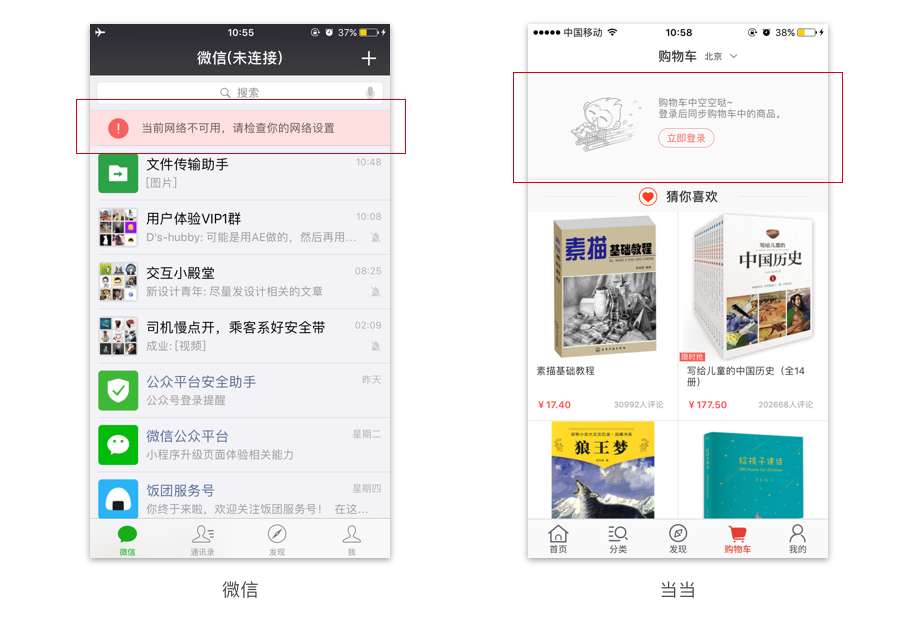 10:55
37%
微信(未连接)
搜索
当前网络不可用，请检查你的网络设置
文件传输助手
10:48
[图片]
用户体验VIP1群
10:08
D's-hubby: 可能是用AE做的，然后再用...
交互小殿堂
08:25
新设计青年: 尽量发设计相关的文章
司机慢点开，乘客系好安全带
02:09
成业: [视频]
公众平台安全助手
昨天
公众号登录提醒
微信公众平台
星期二
小程序升级页面体验相关能力
饭团服务号
星期四
你终于来啦，欢迎关注饭团服务号！ 在这...
微信
通讯录
发现
我
微信
中国移动
10:58
38%
购物车 北京
购物车中空空哒~
登录后同步购物车中的商品。
立即登录
猜你喜欢
素描 基础教程
写给儿童的
中国历史
1
限时抢
素描基础教程
写给儿童的中国历史（全14
册）
¥17.40
30992人评论
¥177.50
202668人评论
狼王梦
给孩子读诗
首页
分类
发现
购物车
我的
当当